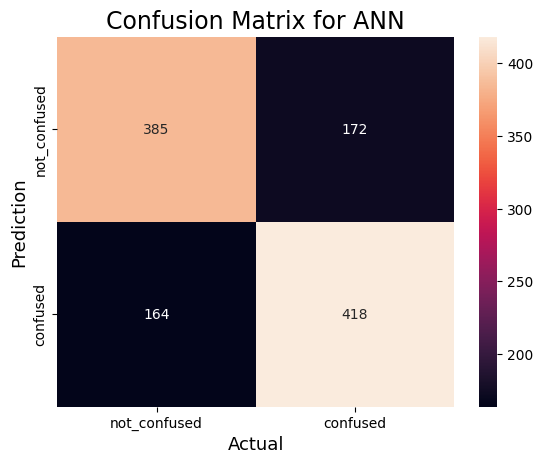 Confusion Matrix for ANN
Prediction
not_confused
confused
385
172
164
418
not_confused
confused
Actual
400
350
300
250
200